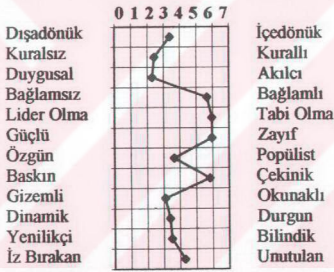 0 1 2 3 4 5 6 7
Dışadönük İçedönük
Kuralsız Kurallı
Duygusal Akılcı
Bağlamsız Bağlamlı
Lider Olma Tabi Olma
Güçlü Zayıf
Özgün Popülist
Baskın Çekinik
Gizemli Okunaklı
Dinamik Durgun
Yenilikçi Bilindik
İz Bırakan Unutulan